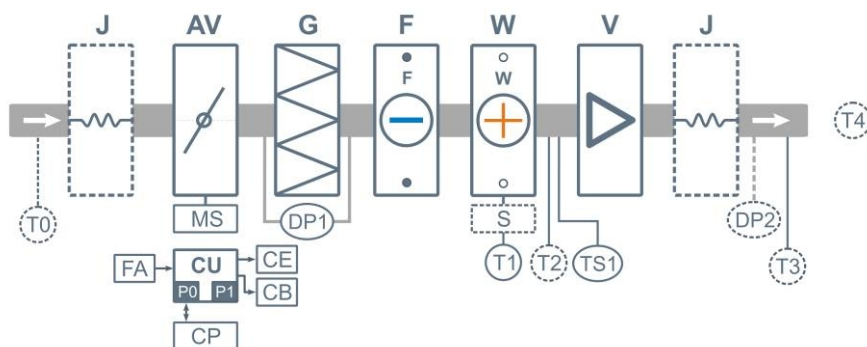 J AV G F W V J
F W
T4
MS DP1 S DP2
T0
T1 T2 TS1 T3
FA CU CE
P0 P1 CB
CP